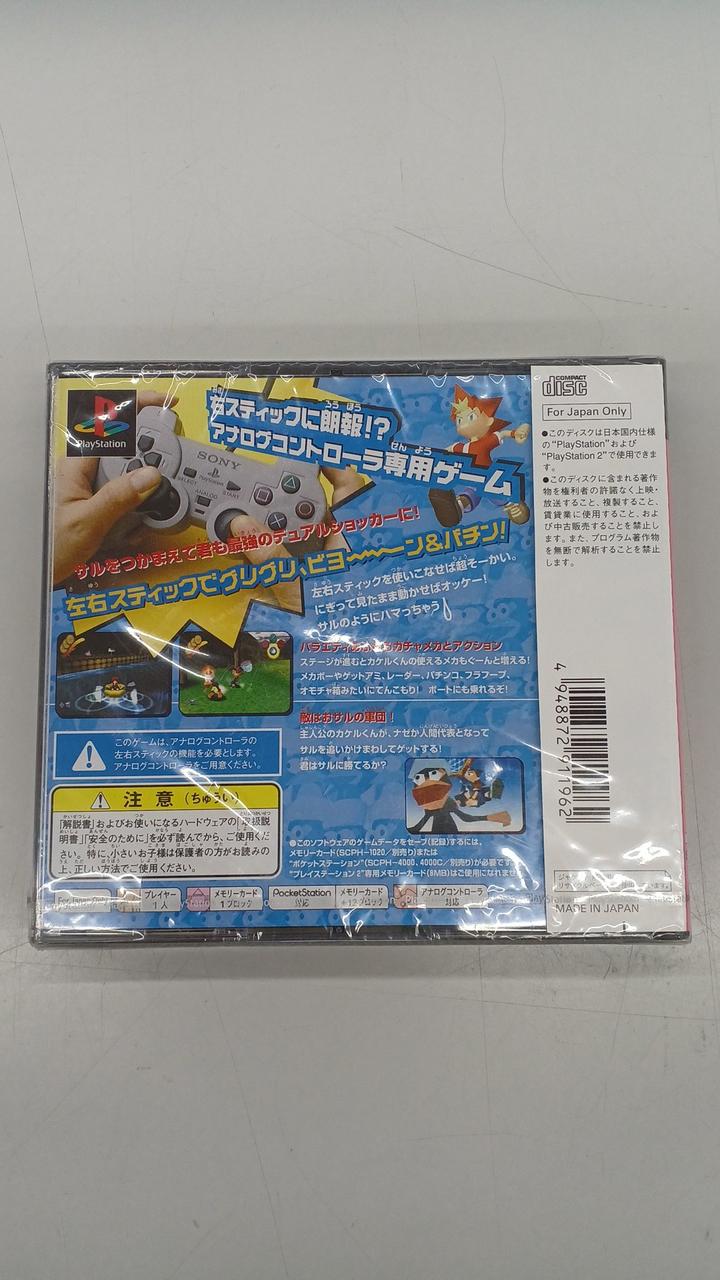 PlayStation
右スティックに朗報!?
アナログコントローラ専用ゲーム
SONY
PlayStation
SELECT
START
ANALOG
サルをつかまえて君も最強のデュアルショッカーに!
左右スティックでグリグリ、ビヨ〜〜〜ン&パチン!
左右スティックを使いこなせば超そーかい。
にぎって見たまま動かせばオッケー!
サルのようにハマっちゃう
ガチャメカとアクション
ステージが進むとカケルくんの使えるメカもぐーんと増える!
メカボーやゲットアミ、レーダー、パチンコ、フラフープ、
オモチャ箱みたいにてんこもり! ボートにも乗れるぞ!
敵はおサルの軍団!
主人公のカケルくんが、ナゼか人間代表となって
サルを追いかけまわしてゲットする!
君はサルに勝てるか?
このゲームは、アナログコントローラの
左右スティックの機能を必要とします。
アナログコントローラをご用意ください。
注意(ちゅうい)
「解説書」およびお使いになるハードウェアの「取扱説
明書」「安全のために」を必ず読んでから、ご使用くだ
さい。特に、小さいお子様は保護者の方がお読みの
上、正しい方法でご使用ください。
●このソフトウェアのゲームデータをセーブ(記録)するには、
メモリーカード(SCPH-1020/別売り)または
"ポケットステーション"(SCPH-4000、4000C/別売り)が必要です。
"プレイステーション 2"専用メモリーカード(8MB)はご使用になれません。
For Japan Only
プレイヤー
1人
メモリーカード
1ブロック
PocketStation
対応
メモリーカード
+12ブロック
アナログコントローラ
対応
COMPACT
disc
For Japan Only
●このディスクは日本国内仕様
の"PlayStation"および
"PlayStation 2"で使用できま
す。
●このディスクに含まれる著作
物を権利者の許諾なく上映・
放送すること、複製すること、
賃貸業に使用すること、およ
び中古販売することを禁止し
ます。また、プログラム著作物
を無断で解析することを禁止
します。
4 948872 911962
MADE IN JAPAN